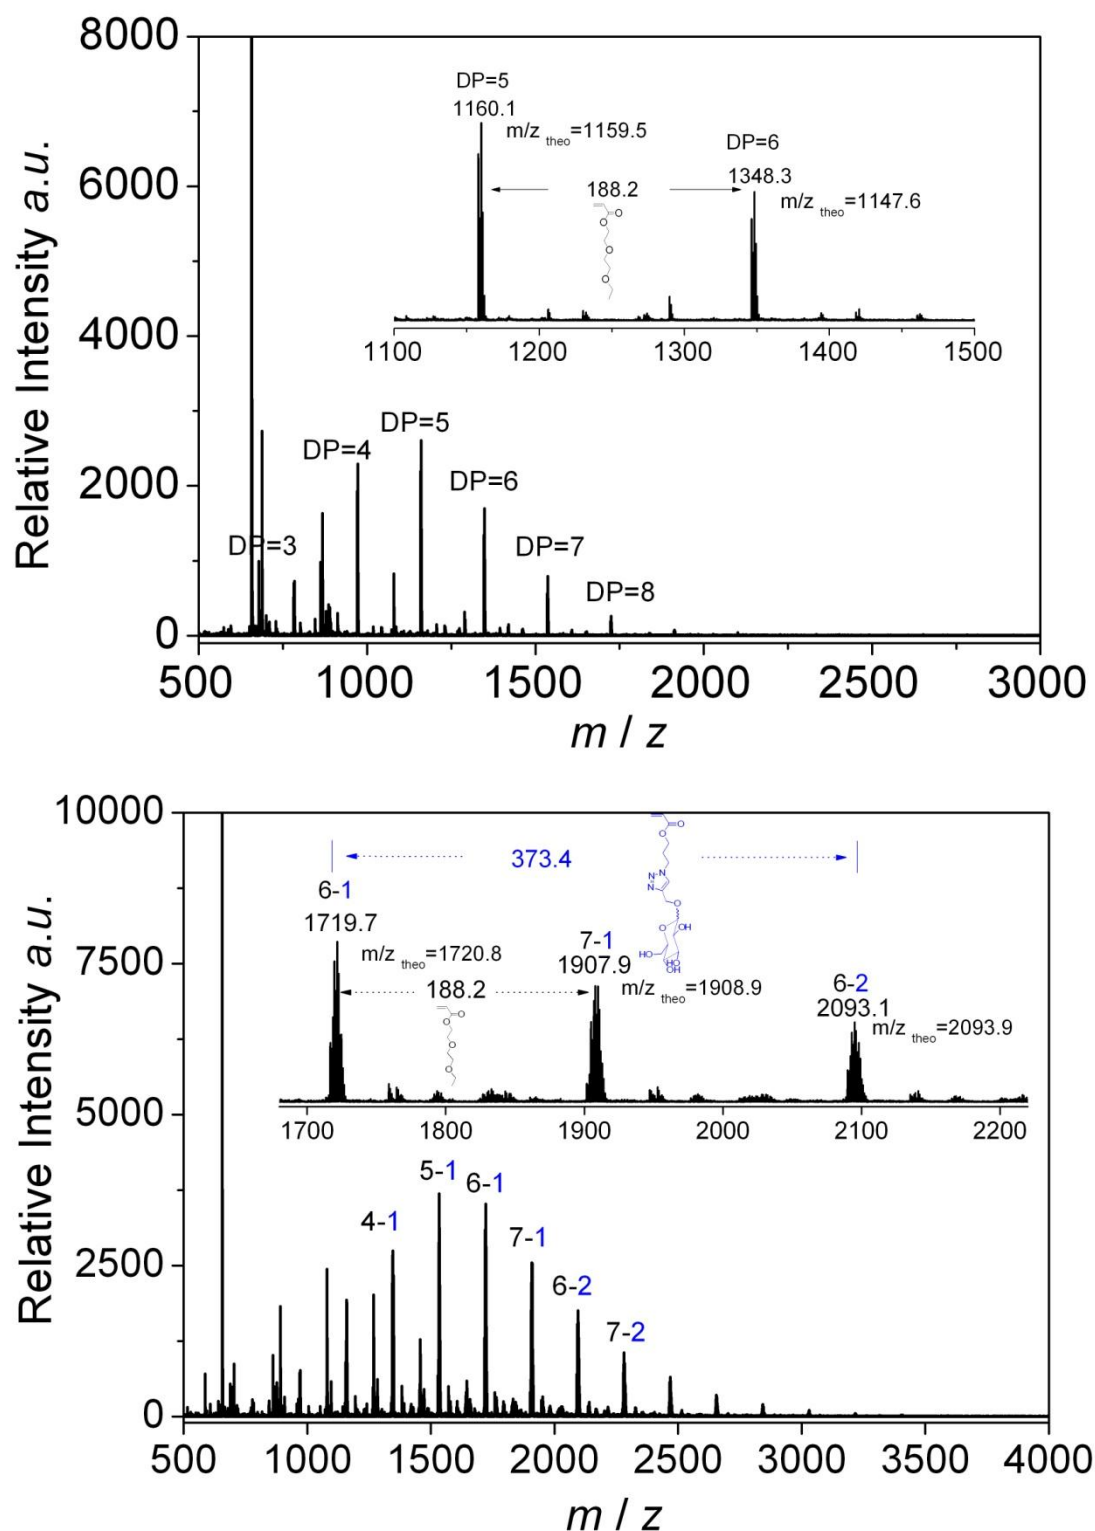 8000
6000
4000
2000
0
Relative Intensity a.u.
DP=5
1160.1
m/z theo=1159.5
DP=6
1348.3
m/z theo=1147.6
188.2
O
O
O
O
1100 1200 1300 1400 1500
DP=3
DP=4
DP=5
DP=6
DP=7
DP=8
500 1000 1500 2000 2500 3000
m / z
10000
7500
5000
2500
0
Relative Intensity a.u.
373.4
O
O
N
N
N
O
O
OH
HO
HO
OH
OH
6-1
1719.7
m/z theo=1720.8
7-1
1907.9
m/z theo=1908.9
6-2
2093.1
m/z theo=2093.9
188.2
O
O
O
O
1700 1800 1900 2000 2100 2200
4-1
5-1
6-1
7-1
6-2
7-2
500 1000 1500 2000 2500 3000 3500 4000
m / z